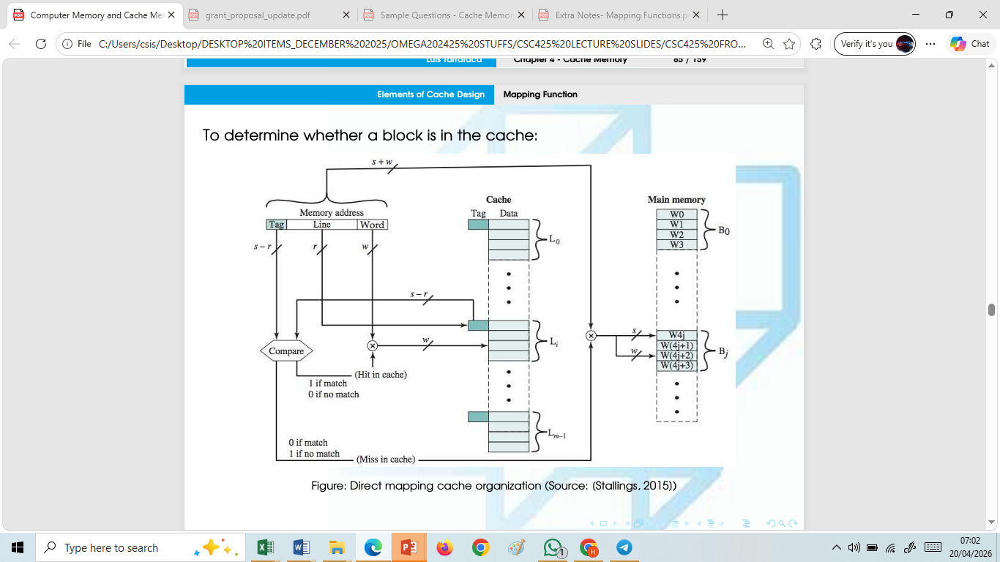 Computer Memory and Cache Me
grant_proposal_update.pdf
Sample Questions - Cache Memor
Extra Notes- Mapping Functions.p
File C:/Users/csis/Desktop/DESKTOP%20ITEMS_DECEMBER%202025/OMEGA202425%20STUFFS/CSC425%20LECTURE%20SLIDES/CSC425%20FRO...
Verify it's you
Chat
Luis Tarrataca Chapter 4 - Cache Memory 85 / 159
Elements of Cache Design Mapping Function
To determine whether a block is in the cache:
s + w
Cache
Main memory
Memory address
Tag Data
Tag Line Word
W0
W1
W2
W3
B0
L0
s – r
r
w
s – r
Compare
w
Li
s
w
W4j
W(4j+1)
W(4j+2)
W(4j+3)
Bj
(Hit in cache)
1 if match
0 if no match
Lm–1
0 if match
1 if no match
(Miss in cache)
Figure: Direct mapping cache organization (Source: [Stallings, 2015])
Type here to search
1
H
07:02
20/04/2026